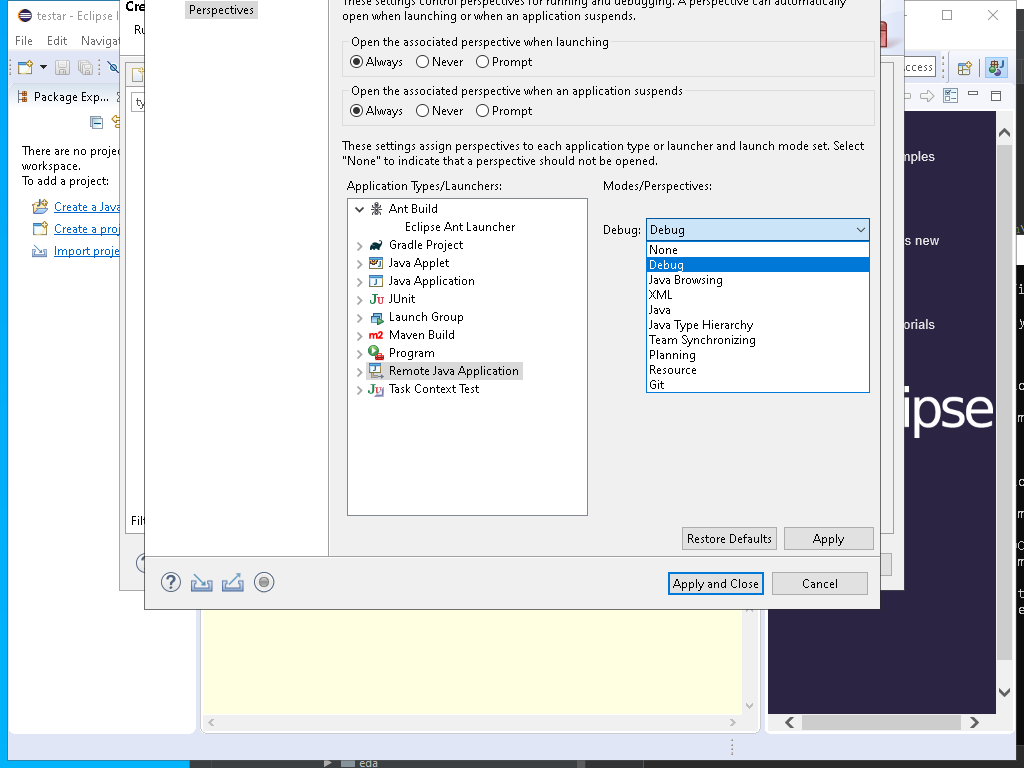 testar - Eclipse
Cre
File
Edit
Perspectives
These settings control perspectives for running and debugging. A perspective can automatically
open when launching or when an application suspends.
Open the associated perspective when launching
Always
Never
Prompt
Open the associated perspective when an application suspends
Always
Never
Prompt
These settings assign perspectives to each application type or launcher and launch mode set. Select
"None" to indicate that a perspective should not be opened.
Application Types/Launchers:
Modes/Perspectives:
Ant Build
Eclipse Ant Launcher
Gradle Project
Java Applet
Java Application
JUnit
Launch Group
Maven Build
Program
Remote Java Application
Task Context Test
Debug:
Debug
None
Debug
Java Browsing
XML
Java
Java Type Hierarchy
Team Synchronizing
Planning
Resource
Git
Restore Defaults
Apply
Apply and Close
Cancel
Package Exp...
There are no proje
workspace.
To add a project:
Create a Java
Create a proj
Import proje
Filt
ccess
mples
s new
orials
ipse
eda